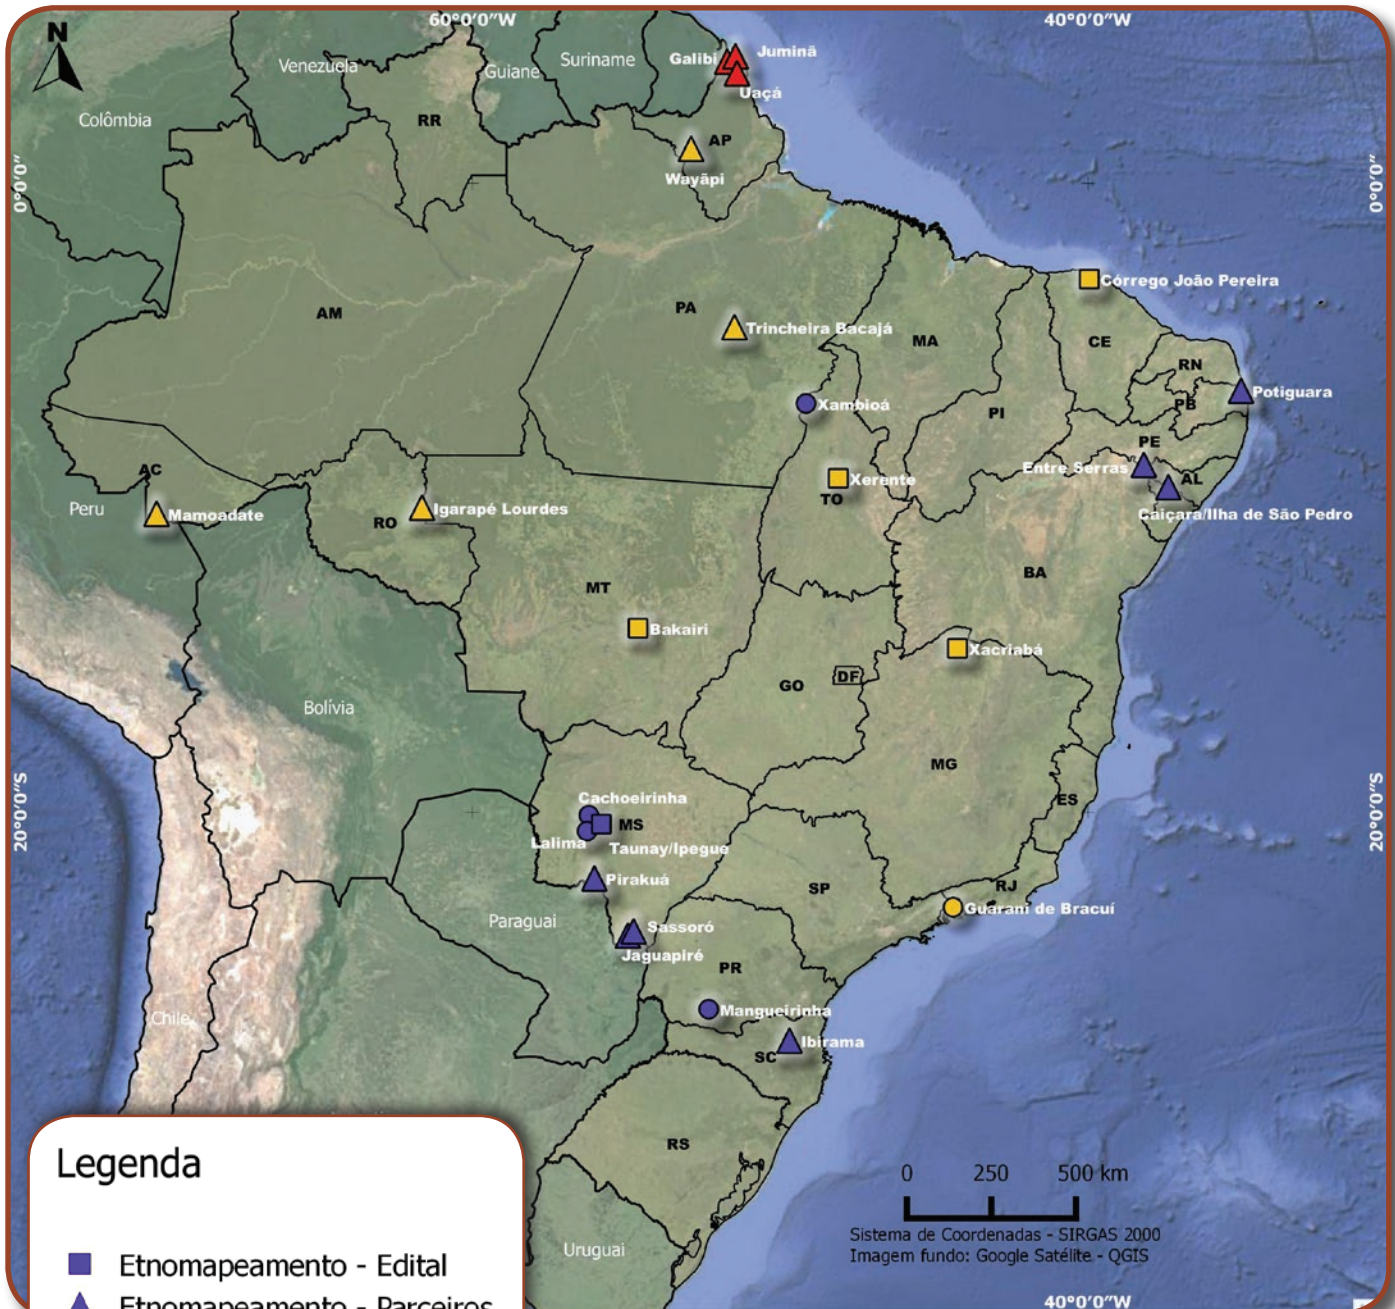 60°0'0"W
40°0'0"W
N
Venezuela
Guiane
Suriname
Galibi
Juminã
Uaçá
Colômbia
RR
AP
Wayãpi
0°0'0"
0°0'0"
Córrego João Pereira
AM
PA
Trincheira Bacajá
MA
CE
RN
Potiguara
PB
Xambioá
PI
PE
Entre Serras
AL
Caiçara/Ilha de São Pedro
AC
Xerente
TO
Peru
Mamoadate
RO
Igarapé Lourdes
BA
MT
Bakairi
Xacriabá
GO
DF
Bolívia
MG
ES
20°0'0"S
20°0'0"S
Cachoeirinha
MS
Lalima
Taunay/Ipegue
Pirakuá
SP
RJ
Guarani de Bracuí
Paraguai
Sassoró
Jaguapiré
PR
Chile
Mangueirinha
Ibirama
SC
RS
Legenda
Etnomapeamento - Edital
Etnomapeamento - Parceiros
Uruguai
0 250 500 km
Sistema de Coordenadas - SIRGAS 2000
Imagem fundo: Google Satélite - QGIS
40°0'0"W